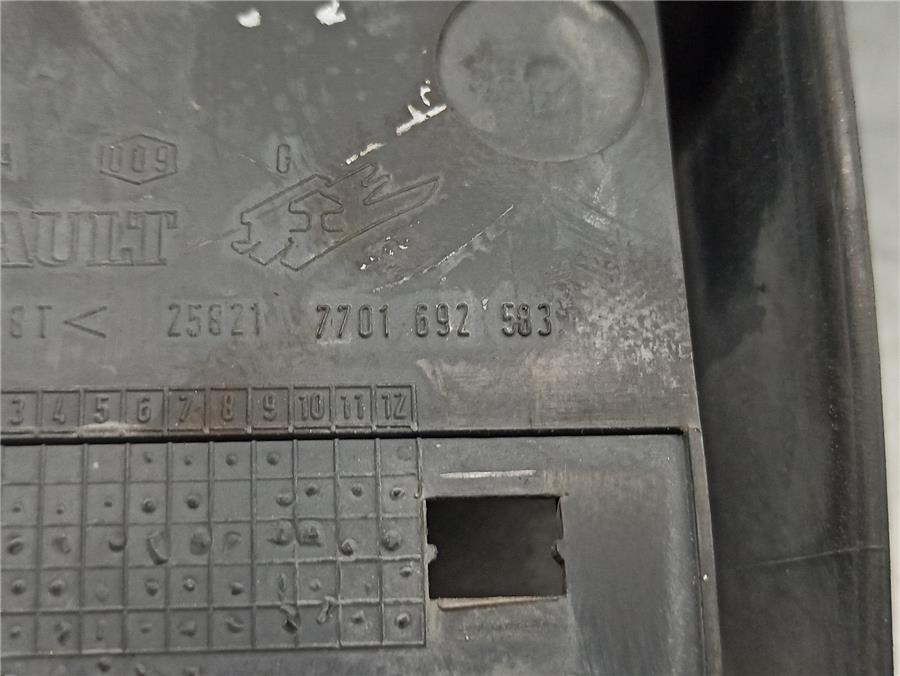 009 G
AULT
8T< 25821 7701 692 583
3 4 5 6 7 8 9 10 11 12